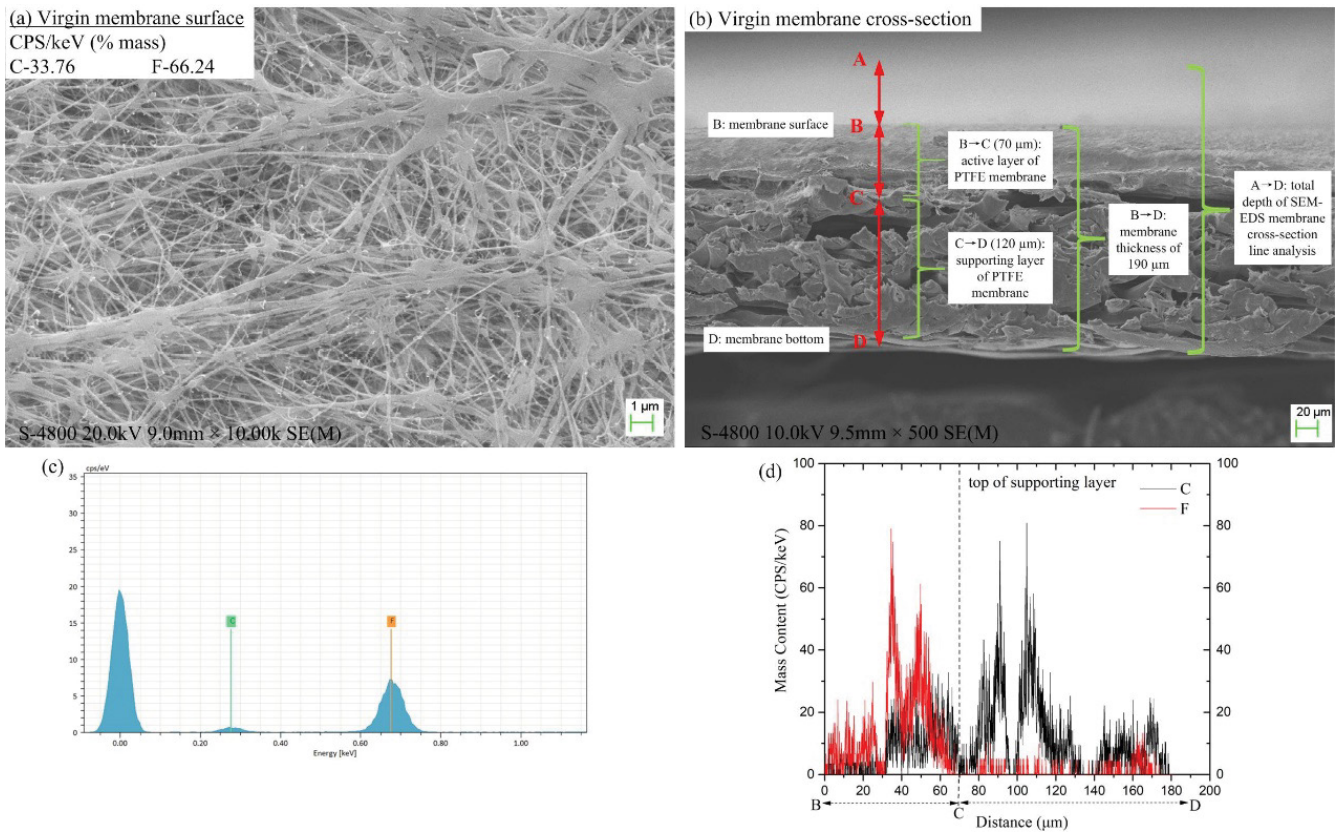 (a) Virgin membrane surface
CPS/keV (% mass)
C-33.76 F-66.24
1 µm
S-4800 20.0kV 9.0mm × 10.00k SE(M)
(b) Virgin membrane cross-section
A
B: membrane surface
B
B→C (70 µm):
active layer of
PTFE membrane
C
C→D (120 µm):
supporting layer
of PTFE
membrane
B→D:
membrane
thickness of
190 µm
A→D: total
depth of SEM-
EDS membrane
cross-section
line analysis
D: membrane bottom
D
20 µm
S-4800 10.0kV 9.5mm × 500 SE(M)
(c)
cps/eV
35
30
25
20
15
10
5
0
C
F
0.00 0.20 0.40 0.60 0.80 1.00
Energy [keV]
(d)
top of supporting layer
C
F
Mass Content (CPS/keV)
100
80
60
40
20
0
100
80
60
40
20
0
0 20 40 60 80 100 120 140 160 180 200
B C D
Distance (µm)